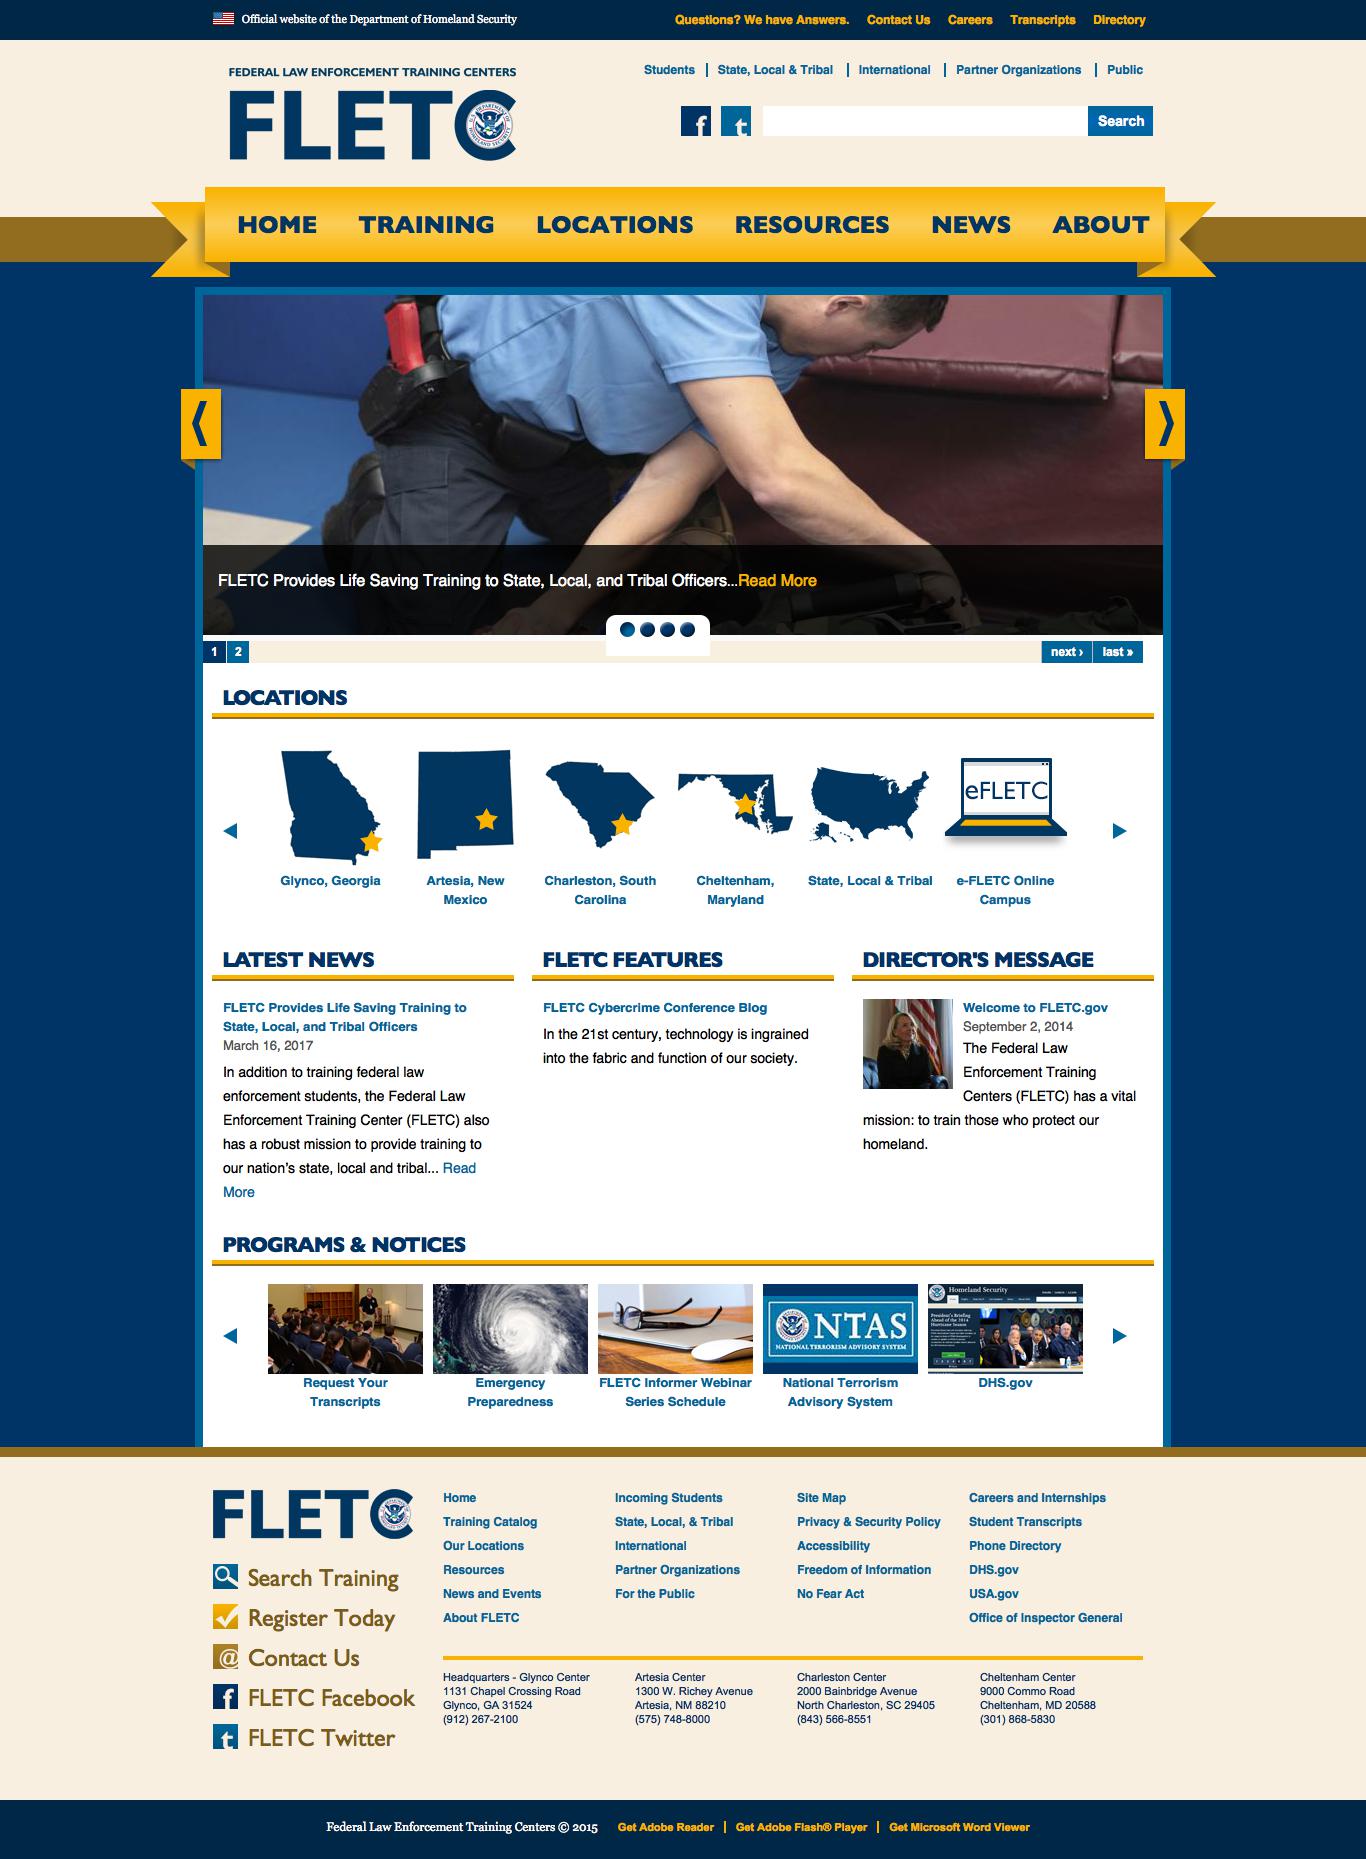 Official website of the Department of Homeland Security
Questions? We have Answers. Contact Us Careers Transcripts Directory
FEDERAL LAW ENFORCEMENT TRAINING CENTERS
FLETC
Students State, Local & Tribal International Partner Organizations Public
Search
HOME TRAINING LOCATIONS RESOURCES NEWS ABOUT
FLETC Provides Life Saving Training to State, Local, and Tribal Officers...Read More
1 2 next › last »
LOCATIONS
eFLETC
Glynco, Georgia
Artesia, New
Mexico
Charleston, South
Carolina
Cheltenham,
Maryland
State, Local & Tribal
e-FLETC Online
Campus
LATEST NEWS
FLETC Provides Life Saving Training to
State, Local, and Tribal Officers
March 16, 2017
In addition to training federal law
enforcement students, the Federal Law
Enforcement Training Center (FLETC) also
has a robust mission to provide training to
our nation's state, local and tribal... Read
More
FLETC FEATURES
FLETC Cybercrime Conference Blog
In the 21st century, technology is ingrained
into the fabric and function of our society.
DIRECTOR'S MESSAGE
Welcome to FLETC.gov
September 2, 2014
The Federal Law
Enforcement Training
Centers (FLETC) has a vital
mission: to train those who protect our
homeland.
PROGRAMS & NOTICES
NTAS
NATIONAL TERRORISM ADVISORY SYSTEM
Homeland Security
President's Briefing
Ahead of the 2014
Hurricane Season
Request Your
Transcripts
Emergency
Preparedness
FLETC Informer Webinar
Series Schedule
National Terrorism
Advisory System
DHS.gov
FLETC
Search Training
Register Today
Contact Us
FLETC Facebook
FLETC Twitter
Home
Training Catalog
Our Locations
Resources
News and Events
About FLETC
Incoming Students
State, Local, & Tribal
International
Partner Organizations
For the Public
Site Map
Privacy & Security Policy
Accessibility
Freedom of Information
No Fear Act
Careers and Internships
Student Transcripts
Phone Directory
DHS.gov
USA.gov
Office of Inspector General
Headquarters - Glynco Center
1131 Chapel Crossing Road
Glynco, GA 31524
(912) 267-2100
Artesia Center
1300 W. Richey Avenue
Artesia, NM 88210
(575) 748-8000
Charleston Center
2000 Bainbridge Avenue
North Charleston, SC 29405
(843) 566-8551
Cheltenham Center
9000 Commo Road
Cheltenham, MD 20588
(301) 868-5830
Federal Law Enforcement Training Centers © 2015 Get Adobe Reader Get Adobe Flash® Player Get Microsoft Word Viewer